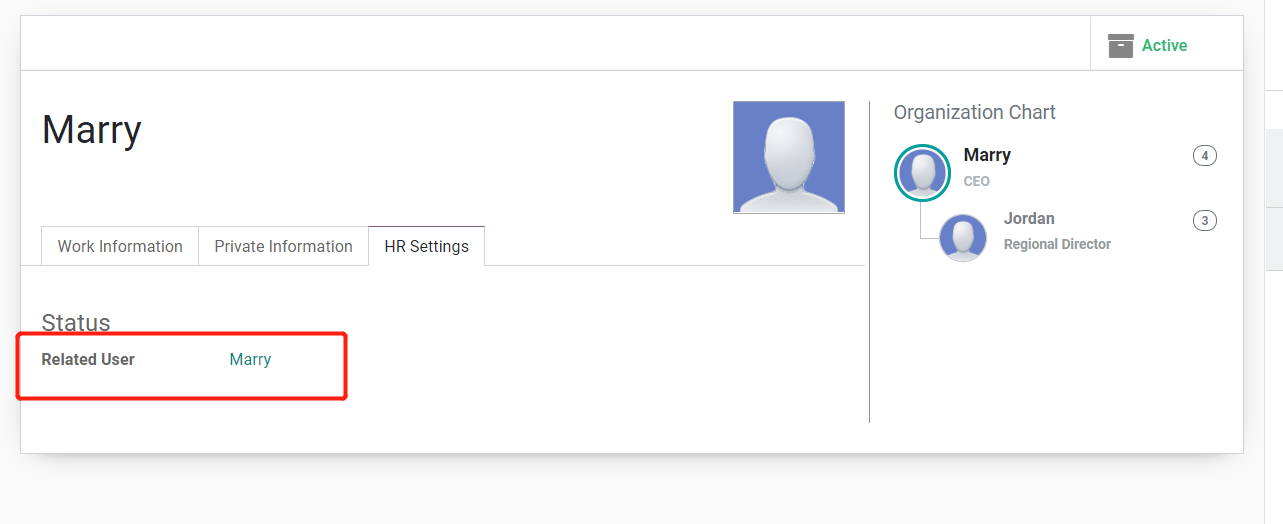 Active
Marry
Work Information Private Information HR Settings
Status
Related User Marry
Organization Chart
Marry 4
CEO
Jordan 3
Regional Director